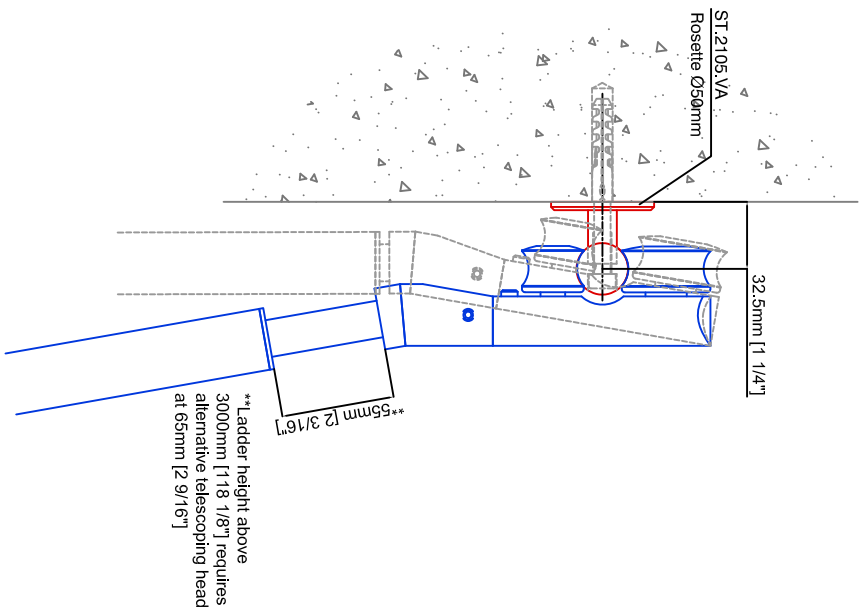 ST.2105.VA
Rosette Ø50mm
32.5mm [1 1/4"]
**55mm [2 3/16"]
**Ladder height above
3000mm [118 1/8"] requires
alternative telescoping head
at 65mm [2 9/16"]